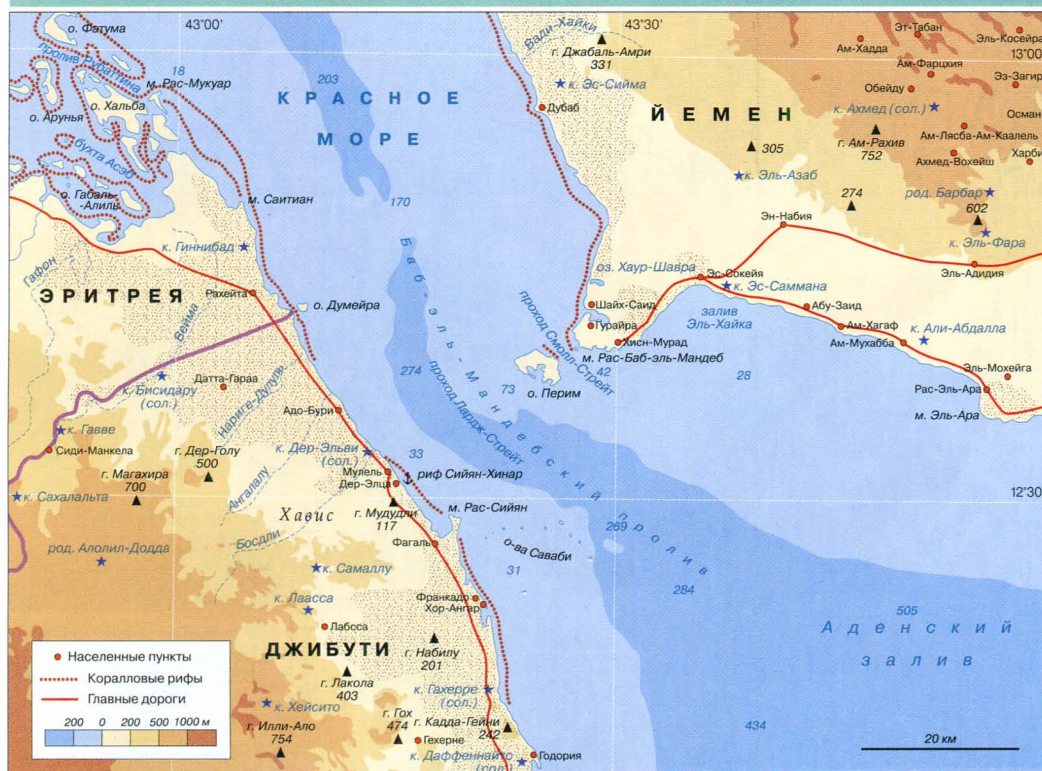 43°00'
43°30'
13°00'
12°30'
о. Фатума
пролив Рубаттина
м. Рас-Мукуар
о. Хальба
о. Арунья
бухта Асэб
о. Габаль-
Алиль
18
203
КРАСНОЕ
МОРЕ
170
м. Саитиан
к. Гиннибад
Гафон
ЭРИТРЕЯ
Рахейта
о. Думейра
Вейма
Датта-Гараа
к. Бисидару
(сол.)
Нариге-Дулуль
Адо-Бури
к. Гавве
Сиди-Манкела
г. Дер-Голу
500
г. Магахира
700
к. Сахалальта
к. Дер-Эльви
(сол.)
33
риф Сийян-Хинар
Мулель
Дер-Элца
г. Мудудли
117
Ангалалу
Хавис
Босдли
м. Рас-Сийян
Фагаль
о-ва Саваби
31
род. Алолил-Додда
к. Самаллу
к. Лаасса
Лабсса
Франкадо
Хор-Ангар
ДЖИБУТИ
г. Набилу
201
г. Лакола
403
к. Хейсито
г. Илли-Ало
754
г. Гох
474
Гехерне
к. Гахерре
(сол.)
г. Кадда-Гейни
242
к. Даффеннайто
(сол.)
Годория
Вади-Хайки
г. Джабаль-Амри
331
к. Эс-Сийма
Дубаб
ЙЕМЕН
305
к. Эль-Азаб
Эт-Табан
Ам-Хадда
Эль-Косейра
Ам-Фарцхия
Обейду
Эз-Загир
к. Ахмед (сол.)
Осман
г. Ам-Рахив
752
Ам-Лясба-Ам-Каалель
Ахмед-Вохейш
Харби
274
род. Барбар
602
к. Эль-Фара
Эн-Набия
Эль-Адидия
оз. Хаур-Шавра
Эс-Сокейя
к. Эс-Саммана
Шайх-Саид
Гурайра
Хисн-Мурад
залив
Эль-Хайка
Абу-Заид
Ам-Хагаф
к. Али-Абдалла
Ам-Мухабба
проход Смолл-Стрейт
м. Рас-Баб-эль-Мандеб
42
28
о. Перим
Эль-Мохейга
Рас-Эль-Ара
м. Эль-Ара
Баб-эль-Мандебский пролив
274
73
проход Лардж-Стрейт
269
284
505
Аденский
залив
434
Населенные пункты
Коралловые рифы
Главные дороги
200 0 200 500 1000 м
20 км